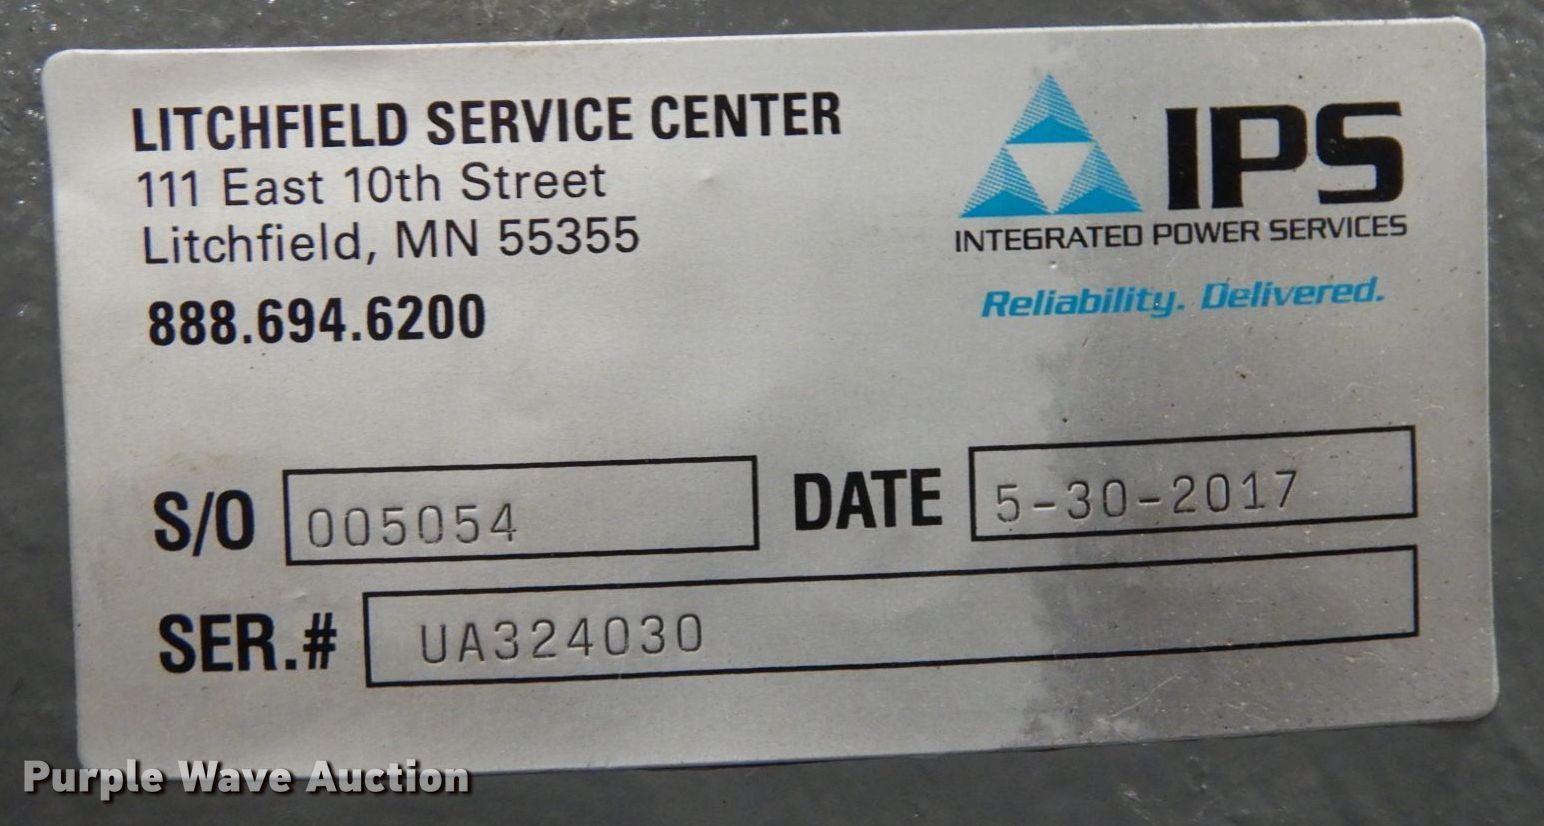 LITCHFIELD SERVICE CENTER
111 East 10th Street
Litchfield, MN 55355
888.694.6200
IPS
INTEGRATED POWER SERVICES
Reliability. Delivered.
S/O 005054 DATE 5-30-2017
SER.# UA324030
Purple Wave Auction